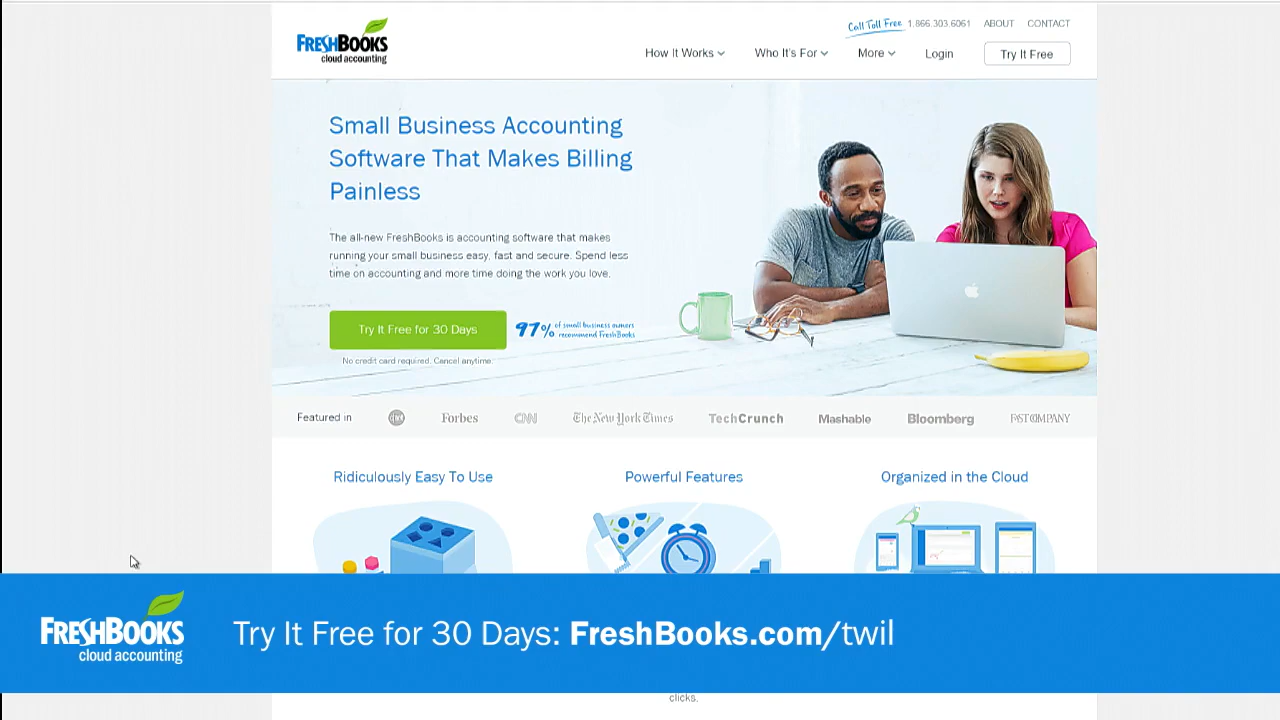 FRESHBOOKS
cloud accounting
Call Toll Free 1.866.303.6061 ABOUT CONTACT
How It Works Who It's For More Login Try It Free
Small Business Accounting
Software That Makes Billing
Painless
The all-new FreshBooks is accounting software that makes
running your small business easy, fast and secure. Spend less
time on accounting and more time doing the work you love.
Try It Free for 30 Days
97% of small business owners
recommend FreshBooks
No credit card required. Cancel anytime.
Featured in Forbes CNN The New York Times TechCrunch Mashable Bloomberg FAST COMPANY
Ridiculously Easy To Use Powerful Features Organized in the Cloud
FRESHBOOKS
cloud accounting
Try It Free for 30 Days: FreshBooks.com/twil
clicks.